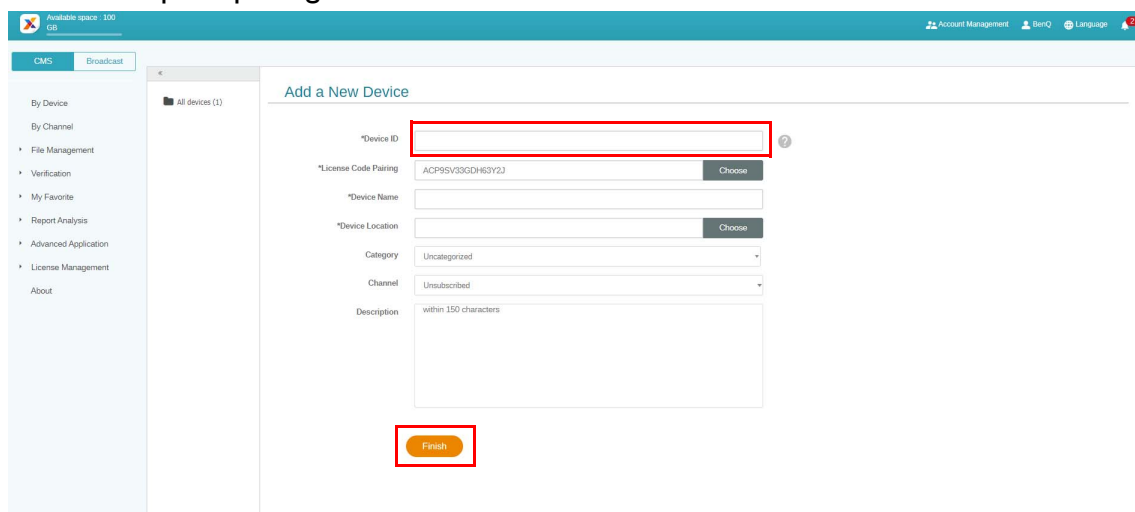 Available space : 100
GB
Account Management
BenQ
Language
2
CMS
Broadcast
«
By Device
All devices (1)
By Channel
File Management
Verification
My Favorite
Report Analysis
Advanced Application
License Management
About
Add a New Device
*Device ID
?
*License Code Pairing
ACP9SV33GDH63Y2J
Choose
*Device Name
*Device Location
Choose
Category
Uncategorized
Channel
Unsubscribed
Description
within 150 characters
Finish